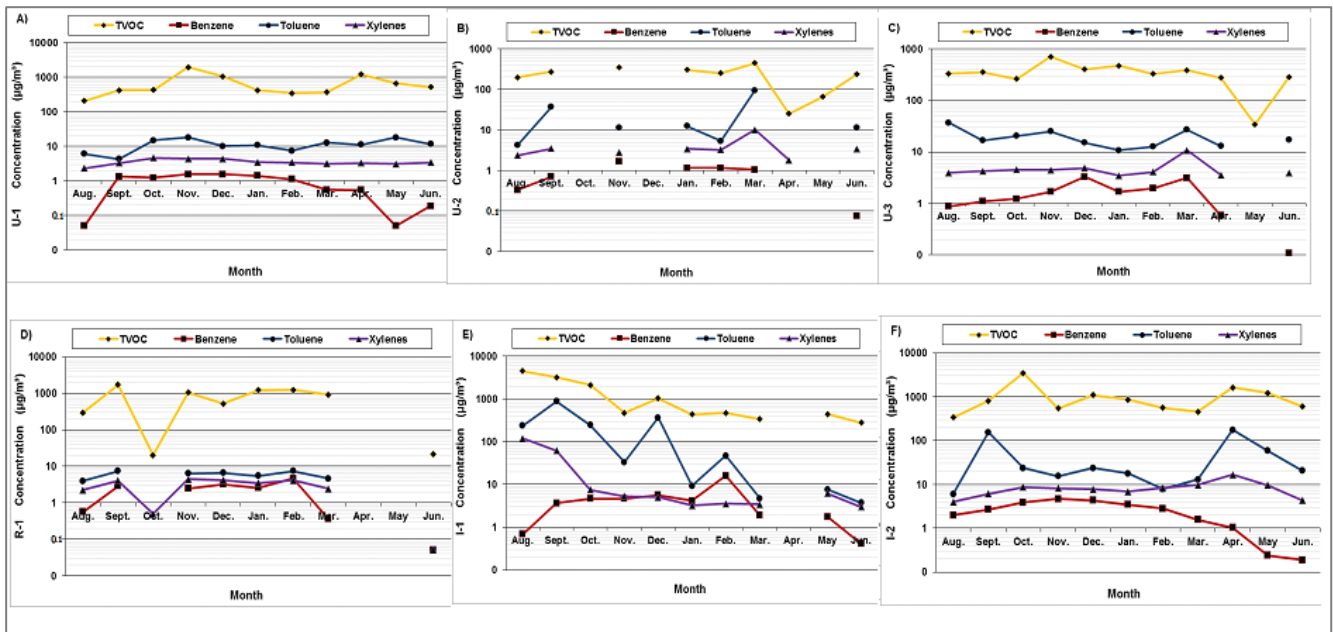 A)
TVOC Benzene Toluene Xylenes
Concentration (µg/m³)
U-1
10000
1000
100
10
1
0.1
0
Aug. Sept. Oct. Nov. Dec. Jan. Feb. Mar. Apr. May Jun.
Month
B)
TVOC Benzene Toluene Xylenes
Concentration (µg/m³)
U-2
1000
100
10
1
0.1
0
Aug. Sept. Oct. Nov. Dec. Jan. Feb. Mar. Apr. May Jun.
Month
C)
TVOC Benzene Toluene Xylenes
Concentration (µg/m³)
U-3
1000
100
10
1
0
Aug. Sept. Oct. Nov. Dec. Jan. Feb. Mar. Apr. May Jun.
Month
D)
TVOC Benzene Toluene Xylenes
Concentration (µg/m³)
R-1
10000
1000
100
10
1
0.1
0
Aug. Sept. Oct. Nov. Dec. Jan. Feb. Mar. Apr. May Jun.
Month
E)
TVOC Benzene Toluene Xylenes
Concentration (µg/m³)
I-1
10000
1000
100
10
1
0
Aug. Sept. Oct. Nov. Dec. Jan. Feb. Mar. Apr. May Jun.
Month
F)
TVOC Benzene Toluene Xylenes
Concentration (µg/m³)
I-2
10000
1000
100
10
1
0
Aug. Sept. Oct. Nov. Dec. Jan. Feb. Mar. Apr. May Jun.
Month